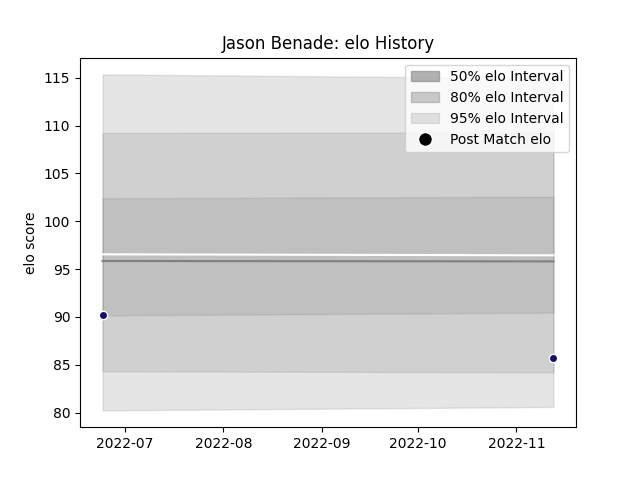 Jason Benade: elo History
50% elo Interval
80% elo Interval
95% elo Interval
Post Match elo
elo score
115
110
105
100
95
90
85
80
2022-07 2022-08 2022-09 2022-10 2022-11